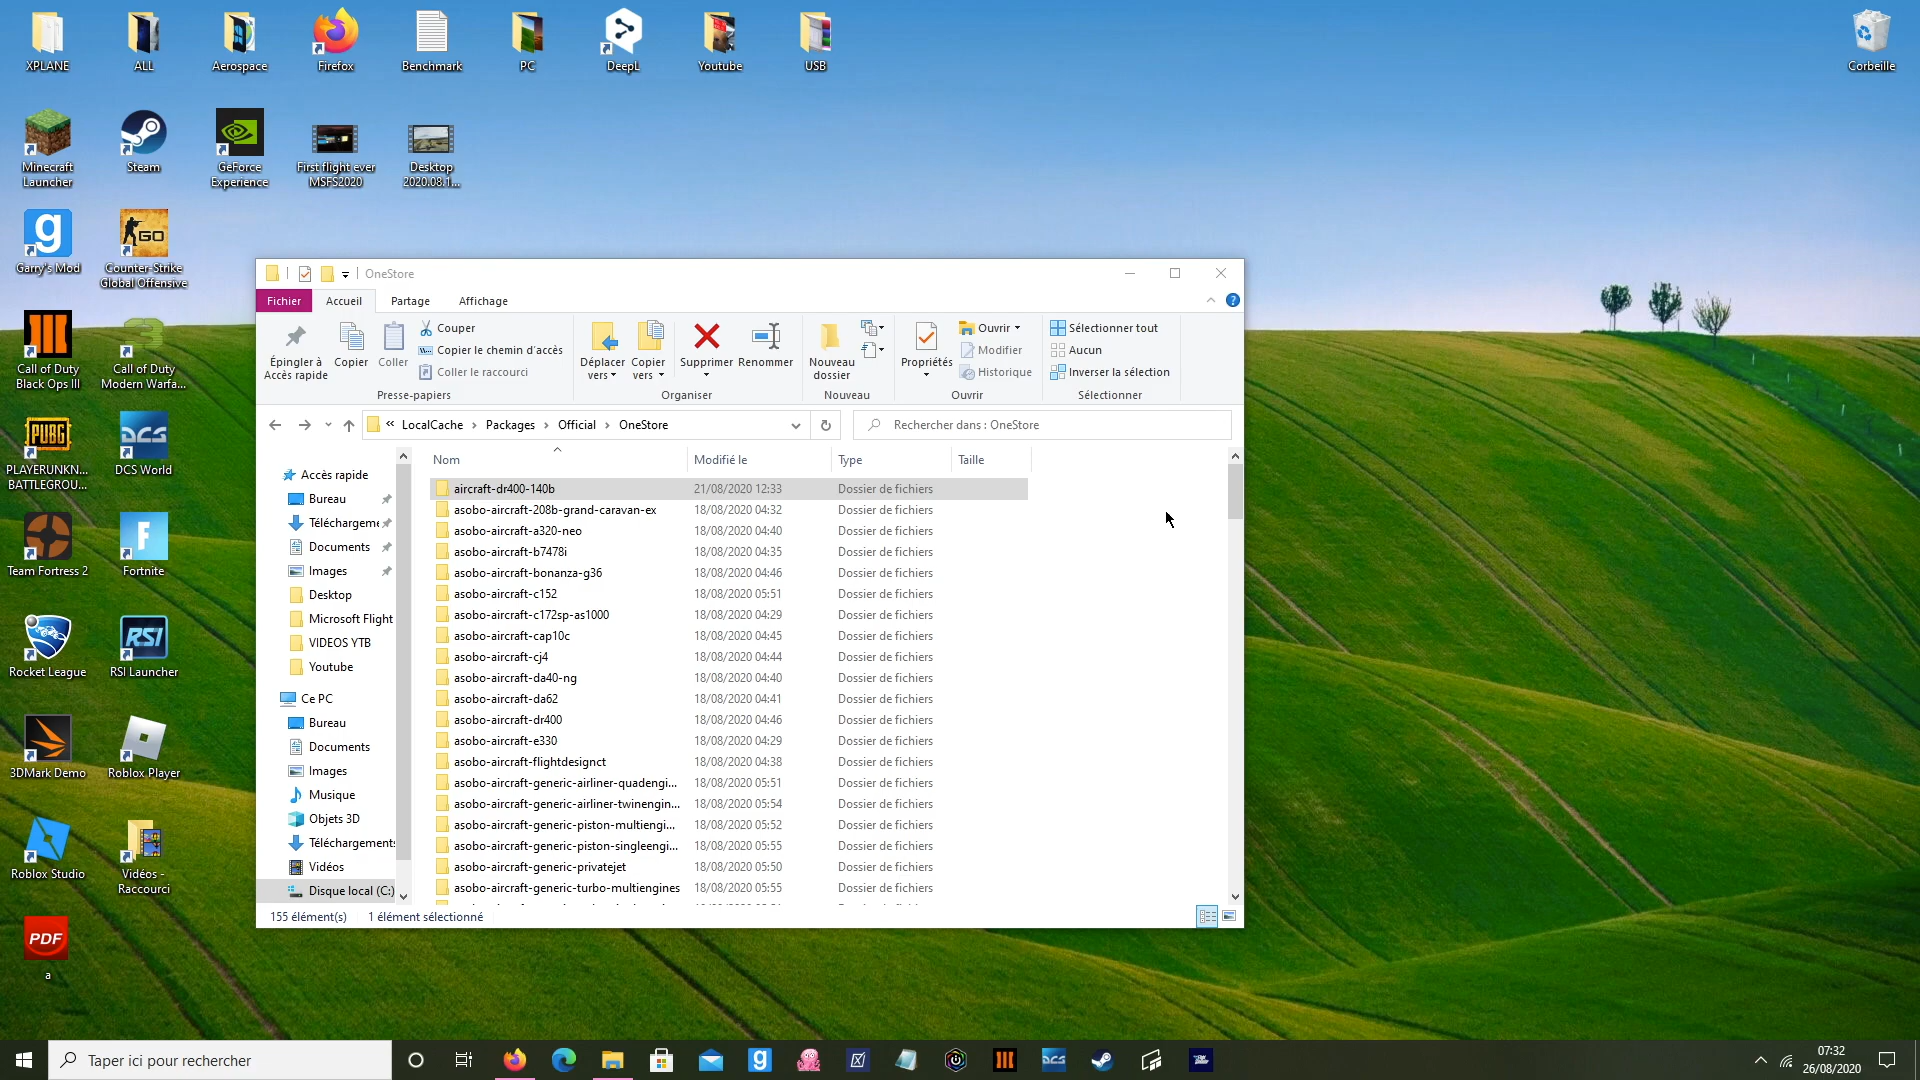 XPLANE
ALL
Aerospace
Firefox
Benchmark
PC
DeepL
Youtube
USB
Corbeille
Minecraft
Launcher
Steam
GeForce
Experience
First flight ever
MSFS2020
Desktop
2020.08.1...
Garry's Mod
GO
Counter-Strike
Global Offensive
Call of Duty
Black Ops III
Call of Duty
Modern Warfa...
PUBG
PLAYERUNKN...
BATTLEGROU...
DCS
DCS World
Team Fortress 2
Fortnite
Rocket League
RSI
RSI Launcher
3DMark Demo
Roblox Player
Roblox Studio
Vidéos -
Raccourci
PDF
a
OneStore
Fichier
Accueil
Partage
Affichage
Épingler à
Accès rapide
Copier
Coller
Couper
Copier le chemin d'accès
Coller le raccourci
Presse-papiers
Déplacer
vers
Copier
vers
Supprimer
Renommer
Organiser
Nouveau
dossier
Nouveau
Propriétés
Ouvrir
Modifier
Historique
Ouvrir
Sélectionner tout
Aucun
Inverser la sélection
Sélectionner
« LocalCache > Packages > Official > OneStore
Rechercher dans : OneStore
Accès rapide
Bureau
Téléchargeme
Documents
Images
Desktop
Microsoft Flight
VIDEOS YTB
Youtube
Ce PC
Bureau
Documents
Images
Musique
Objets 3D
Téléchargements
Vidéos
Disque local (C:)
Nom Modifié le Type Taille
aircraft-dr400-140b 21/08/2020 12:33 Dossier de fichiers
asobo-aircraft-208b-grand-caravan-ex 18/08/2020 04:32 Dossier de fichiers
asobo-aircraft-a320-neo 18/08/2020 04:40 Dossier de fichiers
asobo-aircraft-b7478i 18/08/2020 04:35 Dossier de fichiers
asobo-aircraft-bonanza-g36 18/08/2020 04:46 Dossier de fichiers
asobo-aircraft-c152 18/08/2020 05:51 Dossier de fichiers
asobo-aircraft-c172sp-as1000 18/08/2020 04:29 Dossier de fichiers
asobo-aircraft-cap10c 18/08/2020 04:45 Dossier de fichiers
asobo-aircraft-cj4 18/08/2020 04:44 Dossier de fichiers
asobo-aircraft-da40-ng 18/08/2020 04:40 Dossier de fichiers
asobo-aircraft-da62 18/08/2020 04:41 Dossier de fichiers
asobo-aircraft-dr400 18/08/2020 04:46 Dossier de fichiers
asobo-aircraft-e330 18/08/2020 04:29 Dossier de fichiers
asobo-aircraft-flightdesignct 18/08/2020 04:38 Dossier de fichiers
asobo-aircraft-generic-airliner-quadengi... 18/08/2020 05:51 Dossier de fichiers
asobo-aircraft-generic-airliner-twinengin... 18/08/2020 05:54 Dossier de fichiers
asobo-aircraft-generic-piston-multiengi... 18/08/2020 05:52 Dossier de fichiers
asobo-aircraft-generic-piston-singleengi... 18/08/2020 05:55 Dossier de fichiers
asobo-aircraft-generic-privatejet 18/08/2020 05:50 Dossier de fichiers
asobo-aircraft-generic-turbo-multiengines 18/08/2020 05:55 Dossier de fichiers
155 élément(s) 1 élément sélectionné
Taper ici pour rechercher
07:32
26/08/2020